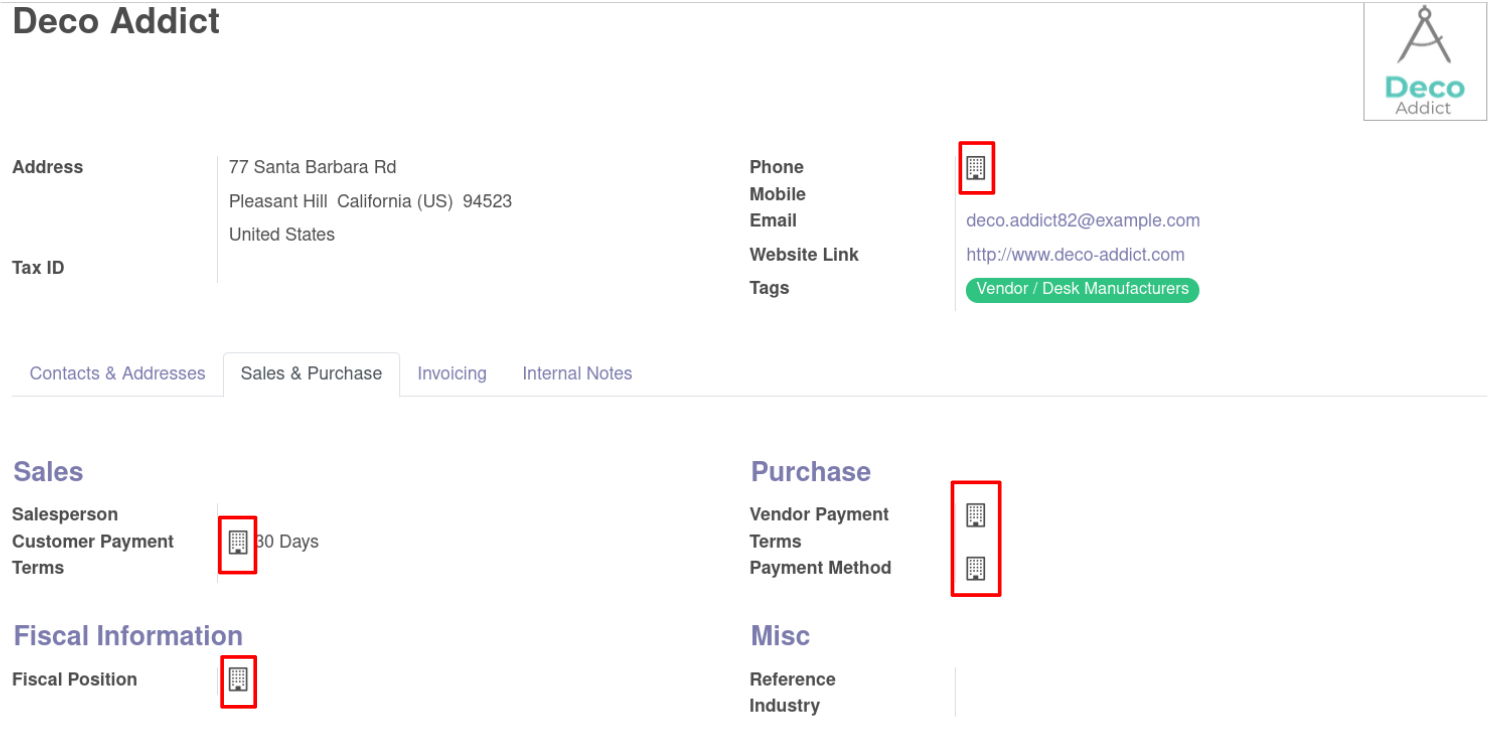 Deco Addict
Deco
Addict
Address
77 Santa Barbara Rd
Pleasant Hill California (US) 94523
United States
Tax ID
Phone
Mobile
Email deco.addict82@example.com
Website Link http://www.deco-addict.com
Tags Vendor / Desk Manufacturers
Contacts & Addresses Sales & Purchase Invoicing Internal Notes
Sales
Salesperson
Customer Payment Terms 30 Days
Purchase
Vendor Payment
Terms
Payment Method
Fiscal Information
Fiscal Position
Misc
Reference
Industry